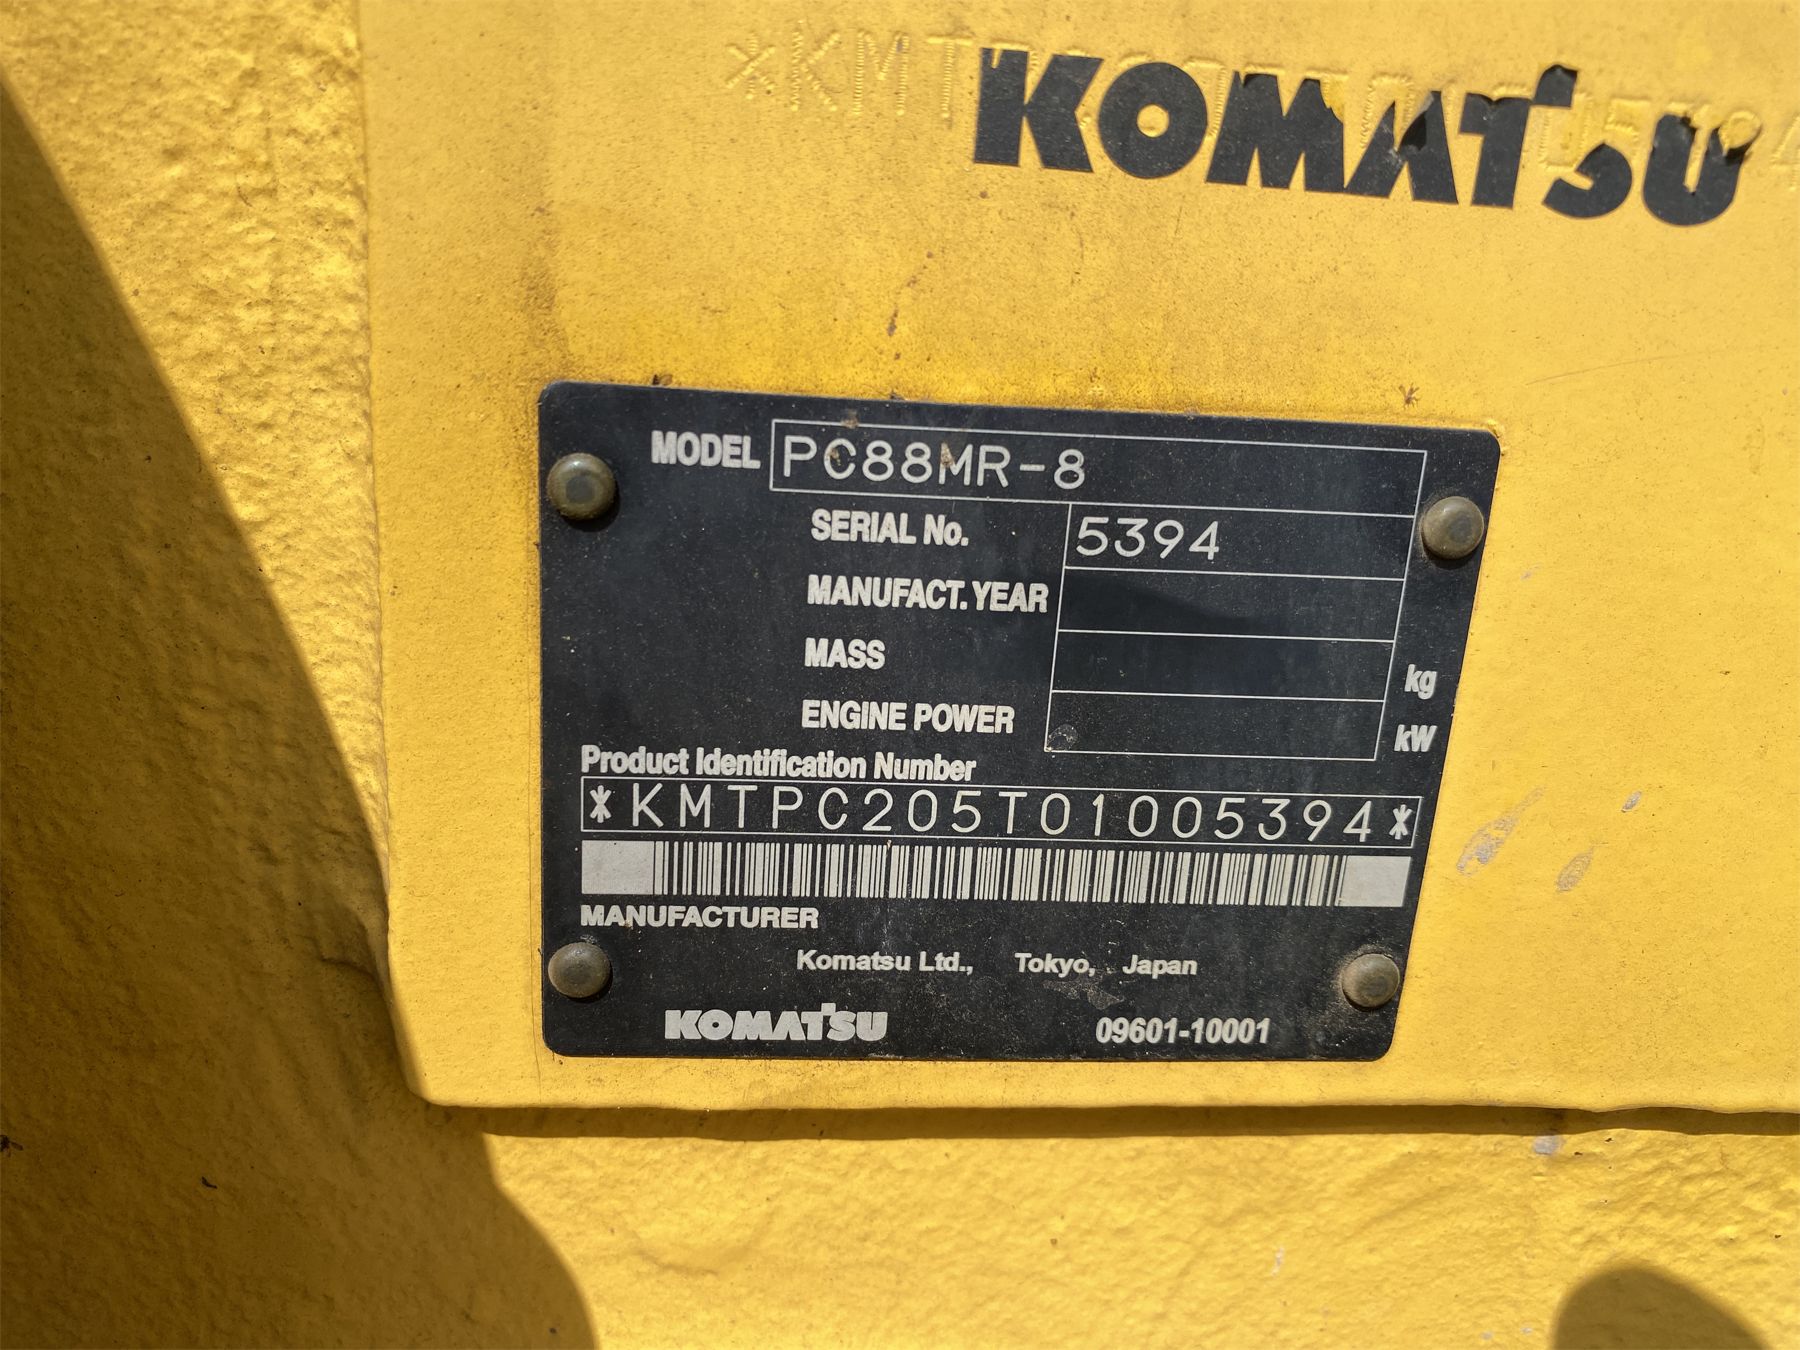 *KMT
KOMATSU
MODEL PC88MR-8
SERIAL No. 5394
MANUFACT. YEAR
MASS kg
ENGINE POWER kW
Product Identification Number
*KMTPC205T01005394*
MANUFACTURER
Komatsu Ltd., Tokyo, Japan
KOMATSU 09601-10001